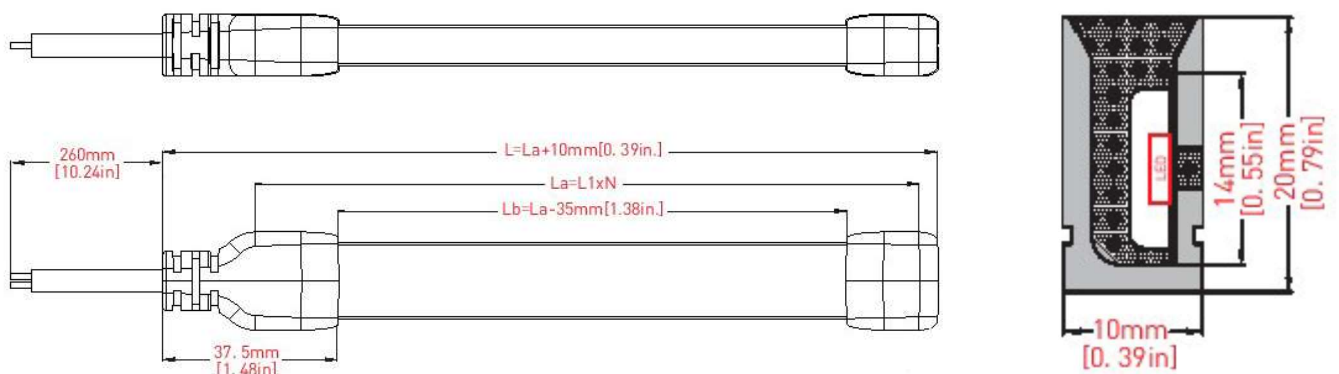 260mm
[10.24in]
L=La+10mm[0. 39in.]
La=L1xN
Lb=La-35mm[1.38in.]
37. 5mm
[1. 48in]
LED
14mm
[0. 55in]
20mm
[0. 79in]
10mm
[0. 39in]